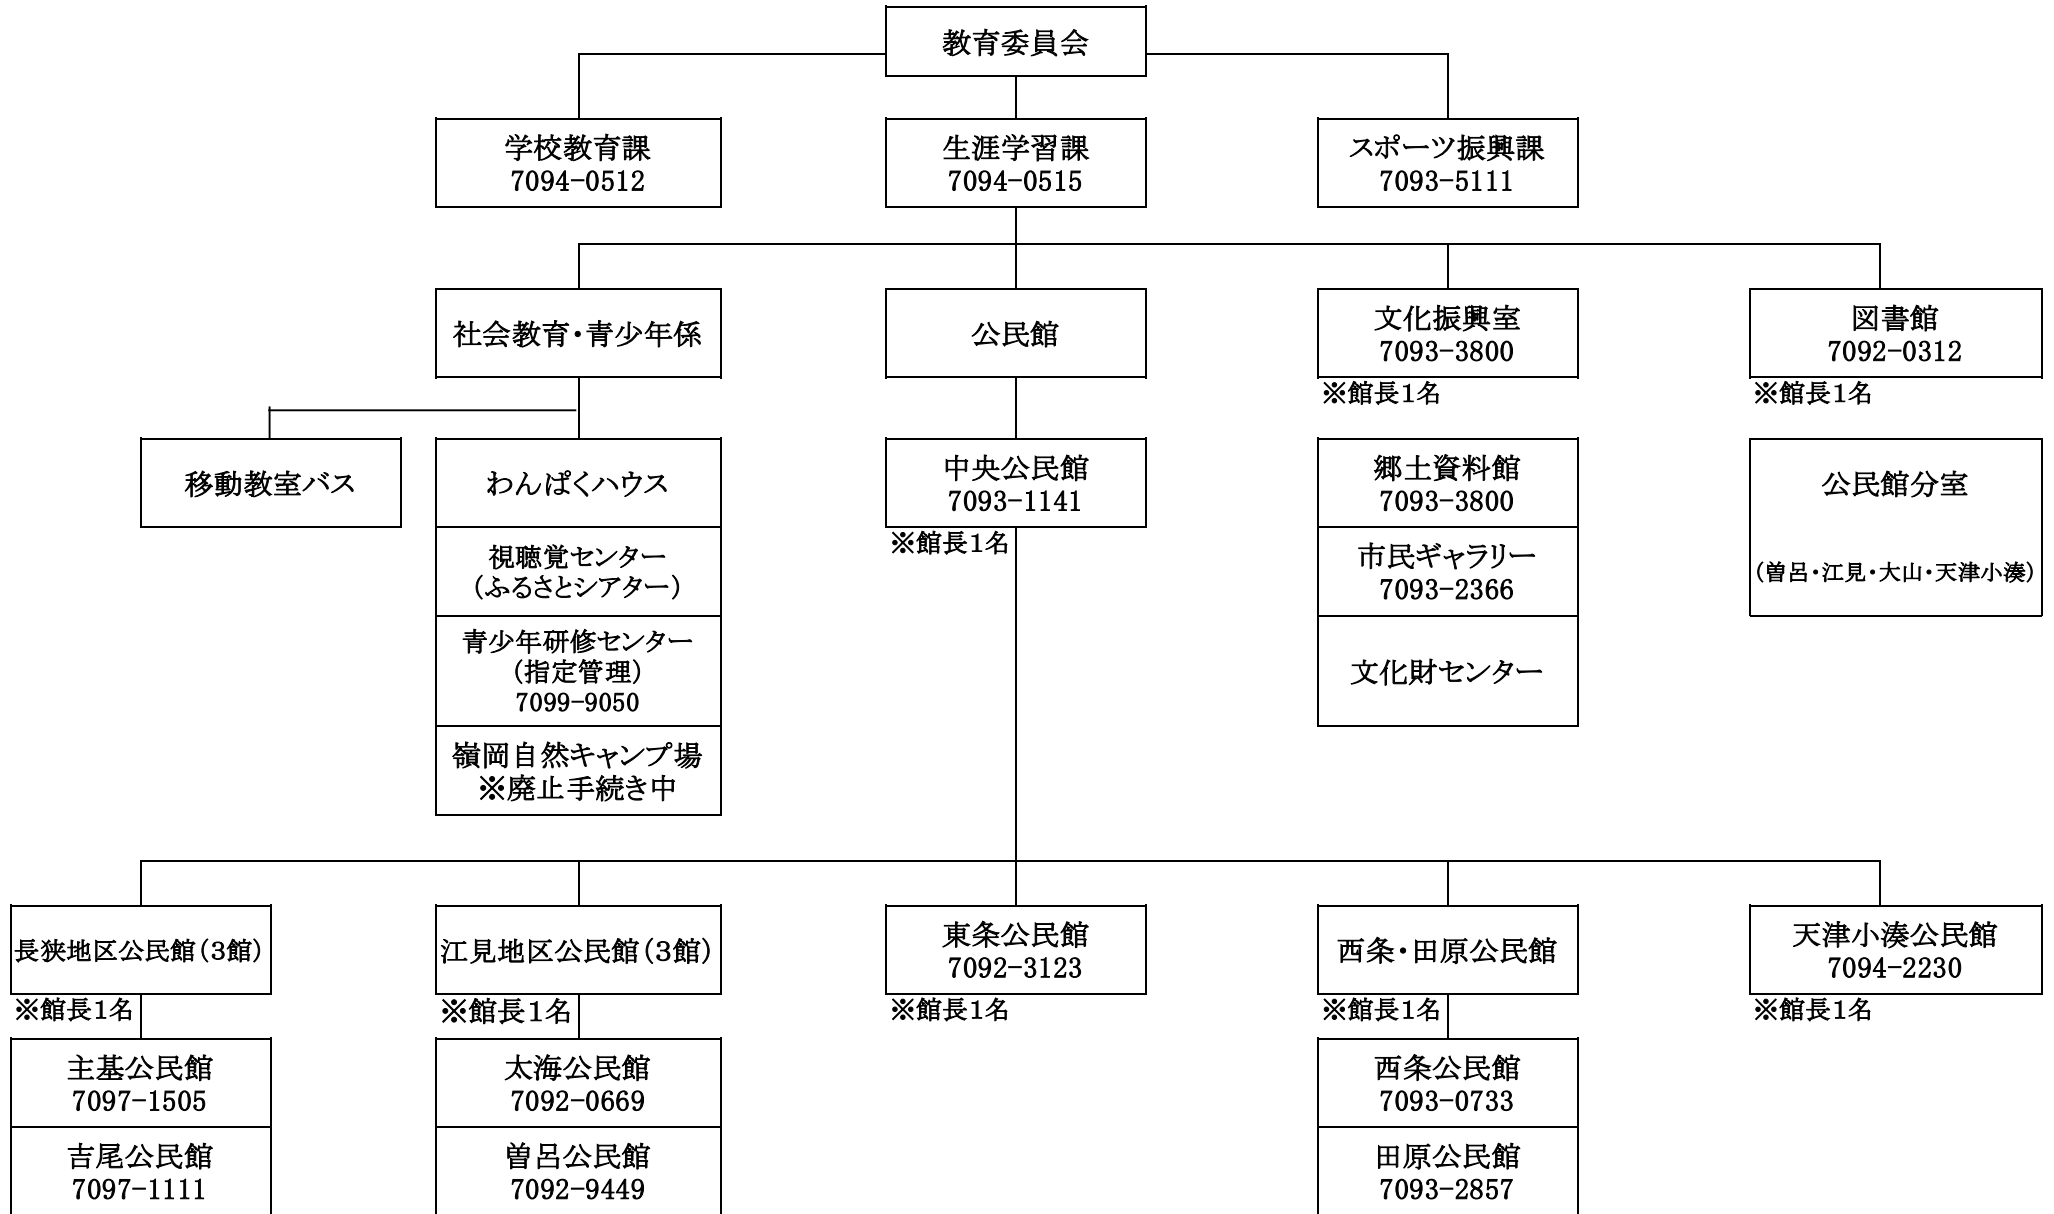 教育委員会
学校教育課
7094-0512
生涯学習課
7094-0515
スポーツ振興課
7093-5111
社会教育・青少年係
公民館
文化振興室
7093-3800
※館長1名
図書館
7092-0312
※館長1名
移動教室バス
わんぱくハウス
視聴覚センター
（ふるさとシアター）
青少年研修センター
（指定管理）
7099-9050
嶺岡自然キャンプ場
※廃止手続き中
中央公民館
7093-1141
※館長1名
郷土資料館
7093-3800
市民ギャラリー
7093-2366
文化財センター
公民館分室
（曽呂・江見・大山・天津小湊）
長狭地区公民館（3館）
※館長1名
主基公民館
7097-1505
吉尾公民館
7097-1111
江見地区公民館（3館）
※館長1名
太海公民館
7092-0669
曽呂公民館
7092-9449
東条公民館
7092-3123
※館長1名
西条・田原公民館
※館長1名
西条公民館
7093-0733
田原公民館
7093-2857
天津小湊公民館
7094-2230
※館長1名